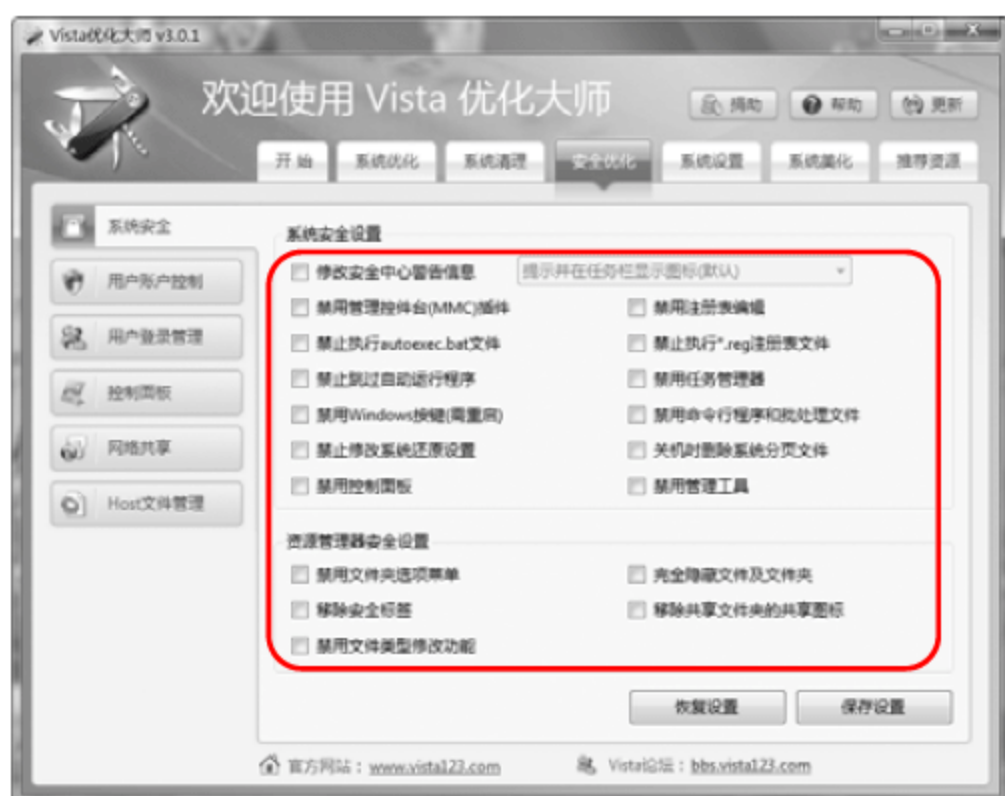 Vista优化大师 v3.0.1
欢迎使用 Vista 优化大师
捐助 帮助 更新
开始 系统优化 系统清理 安全优化 系统设置 系统美化 推荐资源
系统安全
用户账户控制
用户登录管理
控制面板
网络共享
Host文件管理
系统安全设置
修改安全中心警告信息 提示并在任务栏显示图标(默认)
禁用管理控件台(MMC)插件 禁用注册表编辑
禁止执行autoexec.bat文件 禁止执行*.reg注册表文件
禁止跳过自动运行程序 禁用任务管理器
禁用Windows按键(需重启) 禁用命令行程序和批处理文件
禁止修改系统还原设置 关机时删除系统分页文件
禁用控制面板 禁用管理工具
资源管理器安全设置
禁用文件夹选项菜单 完全隐藏文件及文件夹
移除安全标签 移除共享文件夹的共享图标
禁用文件类型修改功能
恢复设置 保存设置
官方网站：www.vista123.com Vista论坛：bbs.vista123.com